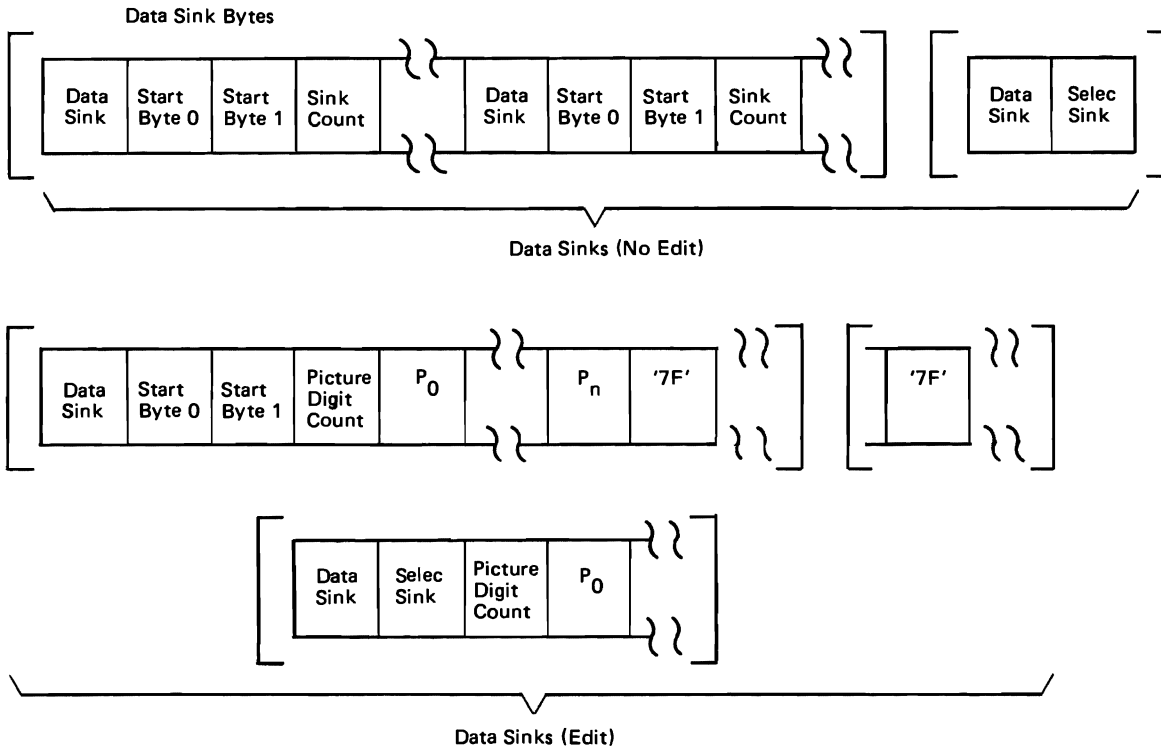 Data Sink Bytes
Data Sink
Start Byte 0
Start Byte 1
Sink Count
Data Sink
Start Byte 0
Start Byte 1
Sink Count
Data Sink
Selec Sink
Data Sinks (No Edit)
Data Sink
Start Byte 0
Start Byte 1
Picture Digit Count
P0
Pn
'7F'
'7F'
Data Sink
Selec Sink
Picture Digit Count
P0
Data Sinks (Edit)